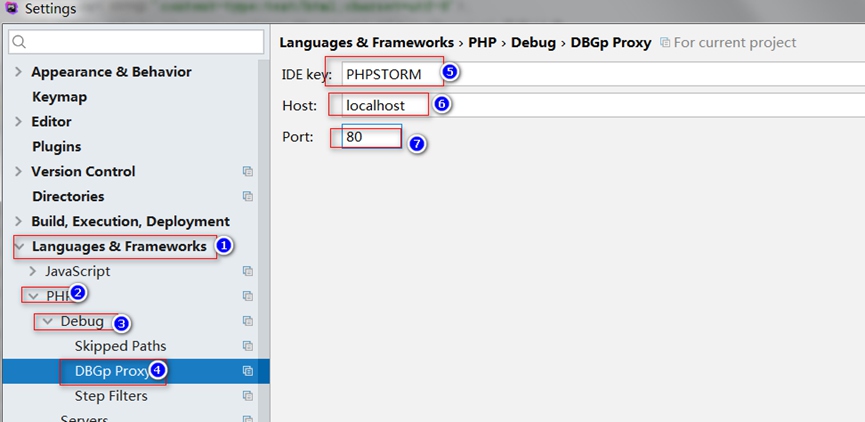 Settings
Appearance & Behavior
Keymap
Editor
Plugins
Version Control
Directories
Build, Execution, Deployment
Languages & Frameworks 1
JavaScript
PHP 2
Debug 3
Skipped Paths
DBGp Proxy 4
Step Filters
Servers
Languages & Frameworks › PHP › Debug › DBGp Proxy For current project
IDE key: PHPSTORM 5
Host: localhost 6
Port: 80 7